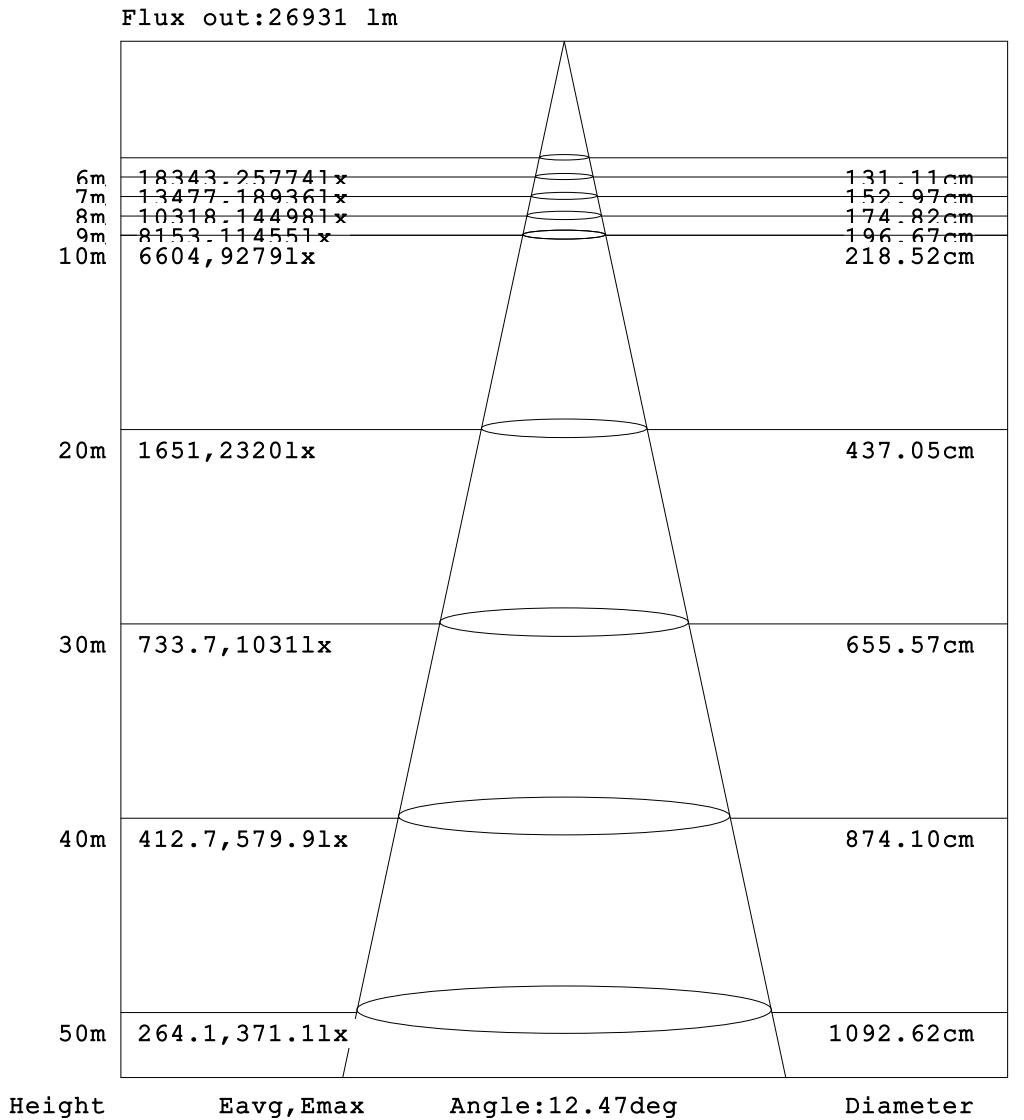 Flux out:26931 lm
6m 18343,25774lx 131.11cm
7m 13477,18936lx 152.97cm
8m 10318,14498lx 174.82cm
9m 8153,11455lx 196.67cm
10m 6604,9279lx 218.52cm
20m 1651,2320lx 437.05cm
30m 733.7,1031lx 655.57cm
40m 412.7,579.9lx 874.10cm
50m 264.1,371.1lx 1092.62cm
Height Eavg,Emax Angle:12.47deg Diameter